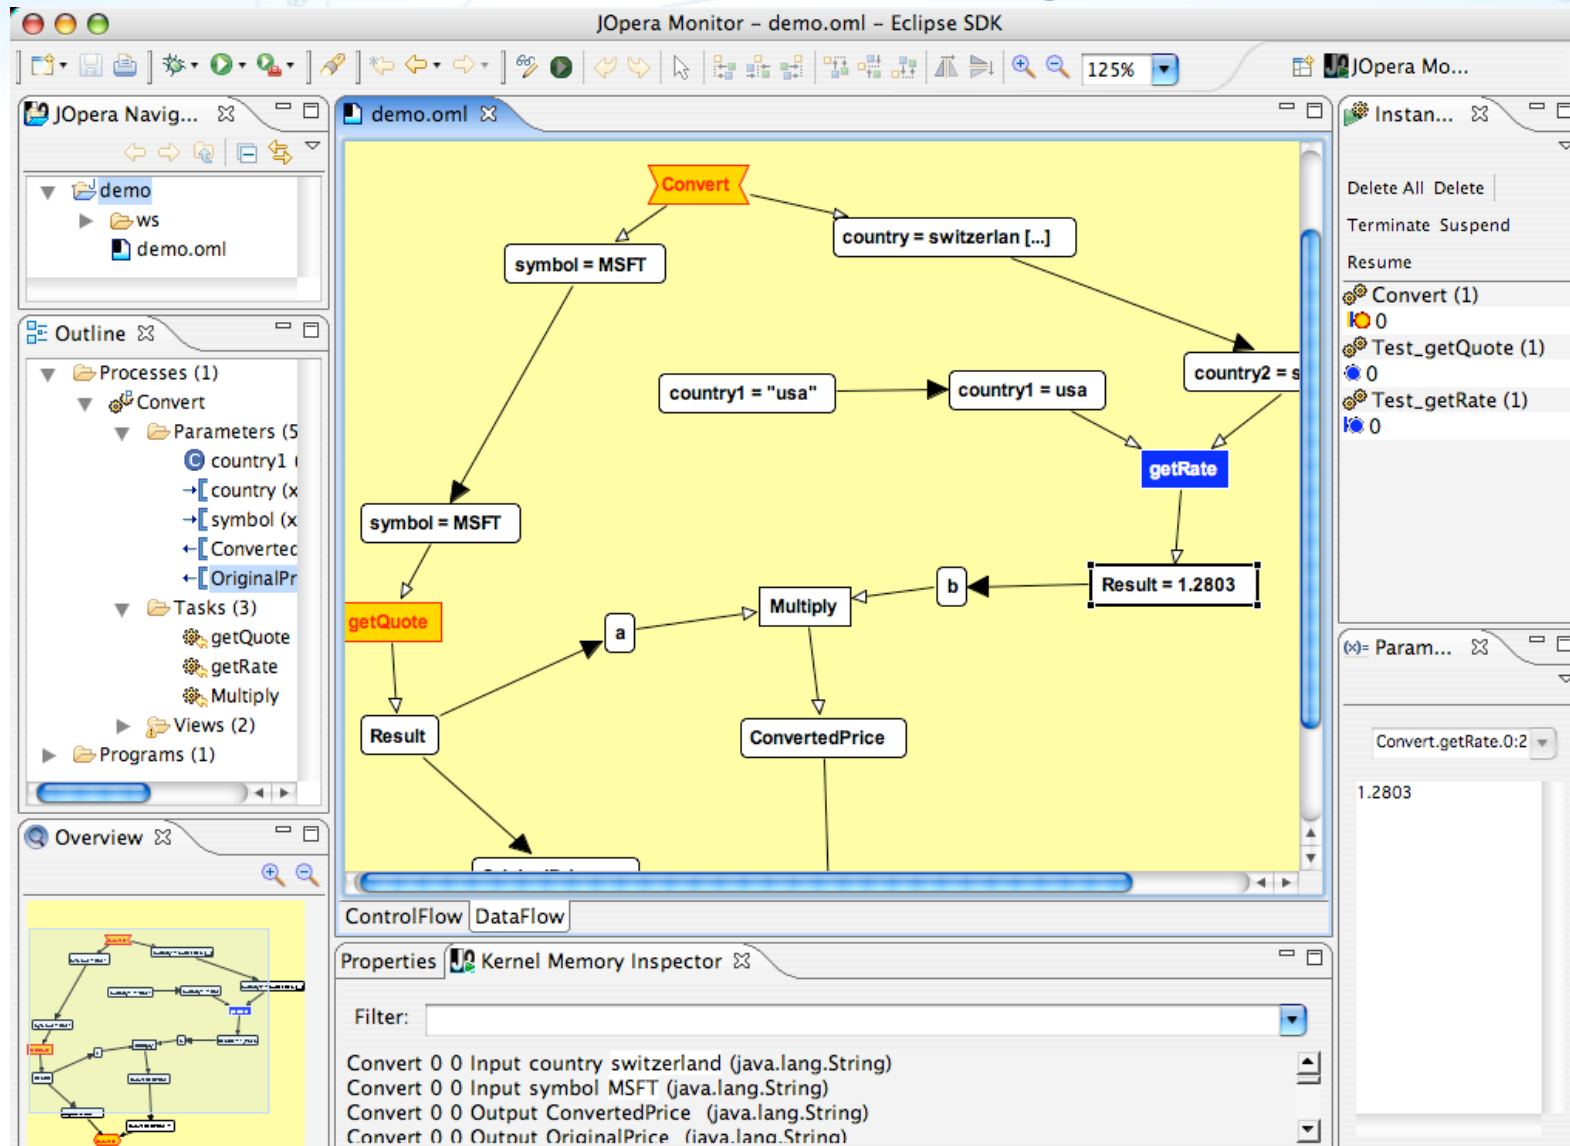 JOpera Monitor – demo.oml – Eclipse SDK
125%
JOpera Mo...
JOpera Navig...
demo
ws
demo.oml
Outline
Processes (1)
Convert
Parameters (5
country1
country (x
symbol (x
Converted
OriginalPr
Tasks (3)
getQuote
getRate
Multiply
Views (2)
Programs (1)
Overview
demo.oml
Convert
country = switzerlan [...]
symbol = MSFT
country2 = s
country1 = "usa"
country1 = usa
getRate
symbol = MSFT
Result = 1.2803
b
Multiply
getQuote
a
Result
ConvertedPrice
ControlFlow
DataFlow
Properties
Kernel Memory Inspector
Filter:
Convert 0 0 Input country switzerland (java.lang.String)
Convert 0 0 Input symbol MSFT (java.lang.String)
Convert 0 0 Output ConvertedPrice (java.lang.String)
Convert 0 0 Output OriginalPrice (java.lang.String)
Instan...
Delete All Delete
Terminate Suspend
Resume
Convert (1)
0
Test_getQuote (1)
0
Test_getRate (1)
0
(x)= Param...
Convert.getRate.0:2
1.2803